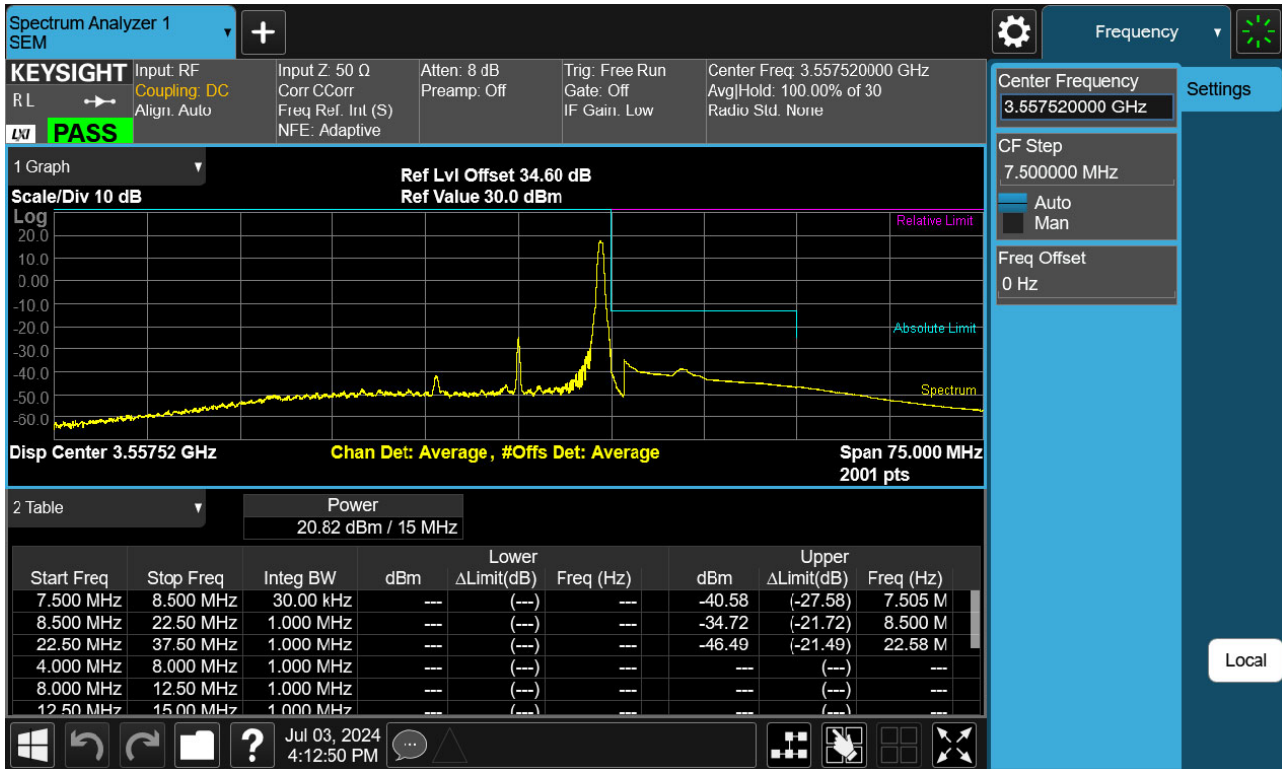 Spectrum Analyzer 1
SEM
Frequency
KEYSIGHT
R L
LXI
PASS
Input: RF
Coupling: DC
Align: Auto
Input Z: 50 Ω
Corr CCorr
Freq Ref: Int (S)
NFE: Adaptive
Atten: 8 dB
Preamp: Off
Trig: Free Run
Gate: Off
IF Gain: Low
Center Freq: 3.557520000 GHz
Avg|Hold: 100.00% of 30
Radio Std: None
Center Frequency
3.557520000 GHz
Settings
CF Step
7.500000 MHz
Auto
Man
Freq Offset
0 Hz
Local
1 Graph
Scale/Div 10 dB
Ref Lvl Offset 34.60 dB
Ref Value 30.0 dBm
Log
20.0
10.0
0.00
-10.0
-20.0
-30.0
-40.0
-50.0
-60.0
Relative Limit
Absolute Limit
Spectrum
Disp Center 3.55752 GHz
Chan Det: Average, #Offs Det: Average
Span 75.000 MHz
2001 pts
2 Table
Power
20.82 dBm / 15 MHz
Lower Upper
Start Freq Stop Freq Integ BW dBm ΔLimit(dB) Freq (Hz) dBm ΔLimit(dB) Freq (Hz)
7.500 MHz 8.500 MHz 30.00 kHz --- (---) --- -40.58 (-27.58) 7.505 M
8.500 MHz 22.50 MHz 1.000 MHz --- (---) --- -34.72 (-21.72) 8.500 M
22.50 MHz 37.50 MHz 1.000 MHz --- (---) --- -46.49 (-21.49) 22.58 M
4.000 MHz 8.000 MHz 1.000 MHz --- (---) --- --- (---) ---
8.000 MHz 12.50 MHz 1.000 MHz --- (---) --- --- (---) ---
12.50 MHz 15.00 MHz 1.000 MHz --- (---) --- --- (---) ---
?
Jul 03, 2024
4:12:50 PM